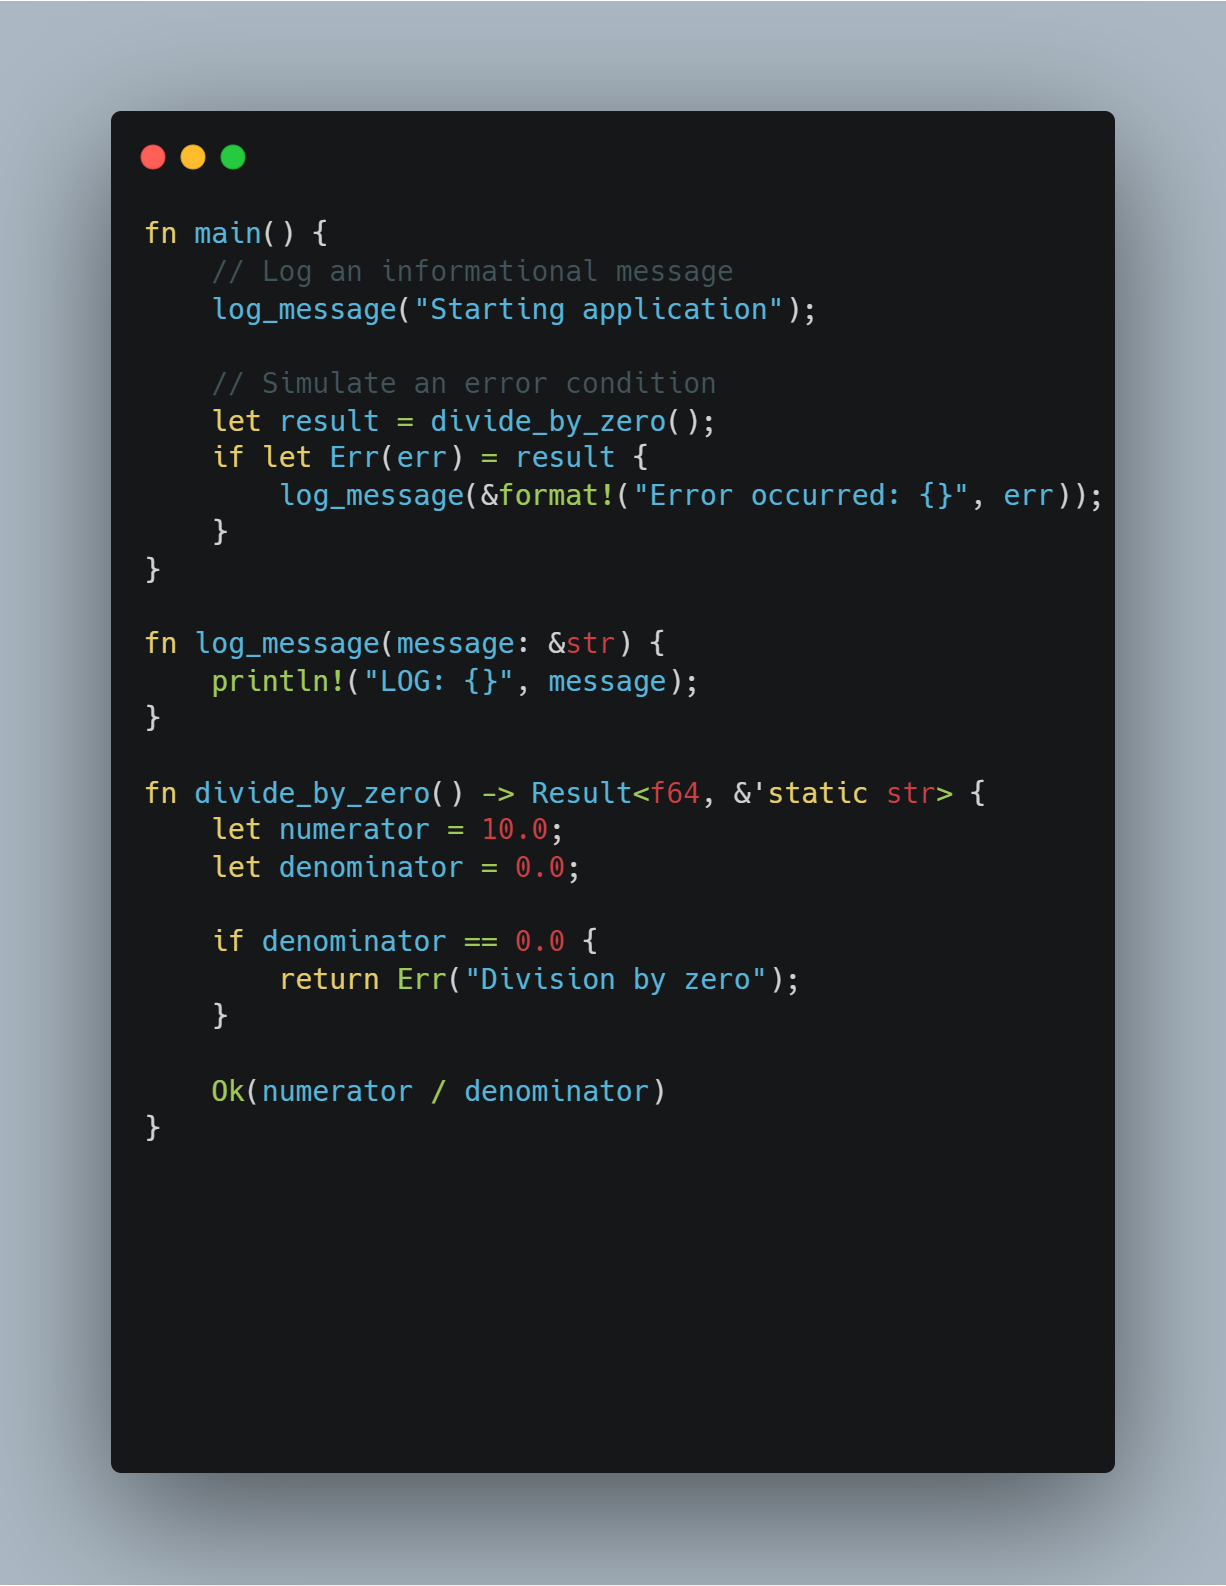 fn main() {
    // Log an informational message
    log_message("Starting application");

    // Simulate an error condition
    let result = divide_by_zero();
    if let Err(err) = result {
        log_message(&format!("Error occurred: {}", err));
    }
}

fn log_message(message: &str) {
    println!("LOG: {}", message);
}

fn divide_by_zero() -> Result<f64, &'static str> {
    let numerator = 10.0;
    let denominator = 0.0;

    if denominator == 0.0 {
        return Err("Division by zero");
    }

    Ok(numerator / denominator)
}